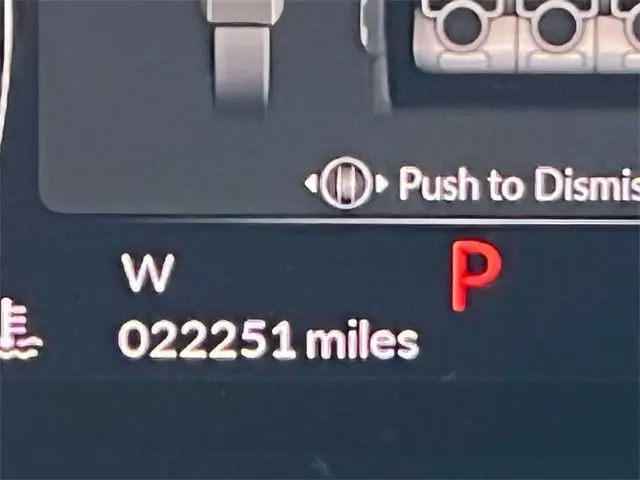 Push to Dismis
W
P
022251 miles